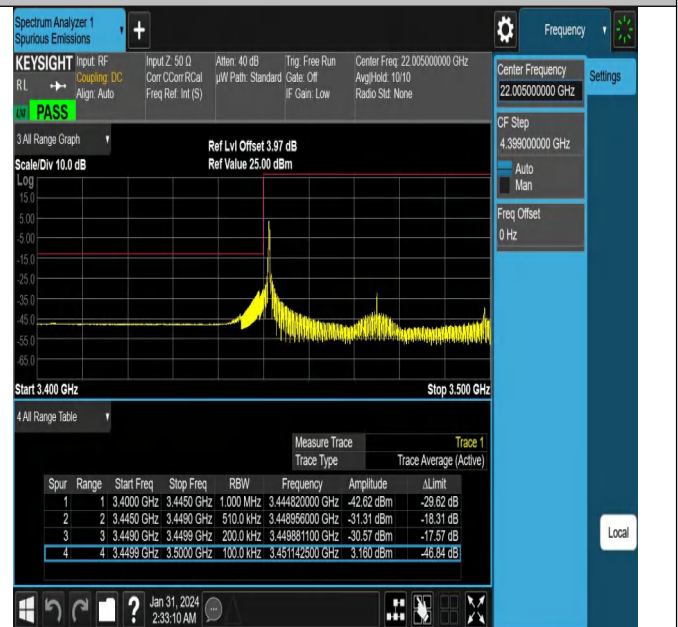 Spectrum Analyzer 1
Spurious Emissions
+
Frequency
KEYSIGHT Input: RF Input Z: 50 Ω Atten: 40 dB Trig: Free Run Center Freq: 22.005000000 GHz
RL Coupling: DC Corr CCorr RCal µW Path: Standard Gate: Off Avg|Hold: 10/10
Align: Auto Freq Ref: Int (S) IF Gain: Low Radio Std: None
PASS
Center Frequency
22.005000000 GHz
Settings
CF Step
4.399000000 GHz
Auto
Man
Freq Offset
0 Hz
3 All Range Graph
Ref Lvl Offset 3.97 dB
Scale/Div 10.0 dB Ref Value 25.00 dBm
Log
15.0
5.00
-5.00
-15.0
-25.0
-35.0
-45.0
-55.0
-65.0
Start 3.400 GHz Stop 3.500 GHz
4 All Range Table
Measure Trace Trace 1
Trace Type Trace Average (Active)
Spur Range Start Freq Stop Freq RBW Frequency Amplitude ΔLimit
1 1 3.4000 GHz 3.4450 GHz 1.000 MHz 3.444820000 GHz -42.62 dBm -29.62 dB
2 2 3.4450 GHz 3.4490 GHz 510.0 kHz 3.448956000 GHz -31.31 dBm -18.31 dB
3 3 3.4490 GHz 3.4499 GHz 200.0 kHz 3.449881100 GHz -30.57 dBm -17.57 dB
4 4 3.4499 GHz 3.5000 GHz 100.0 kHz 3.451142500 GHz 3.160 dBm -46.84 dB
Local
?
Jan 31, 2024
2:33:10 AM